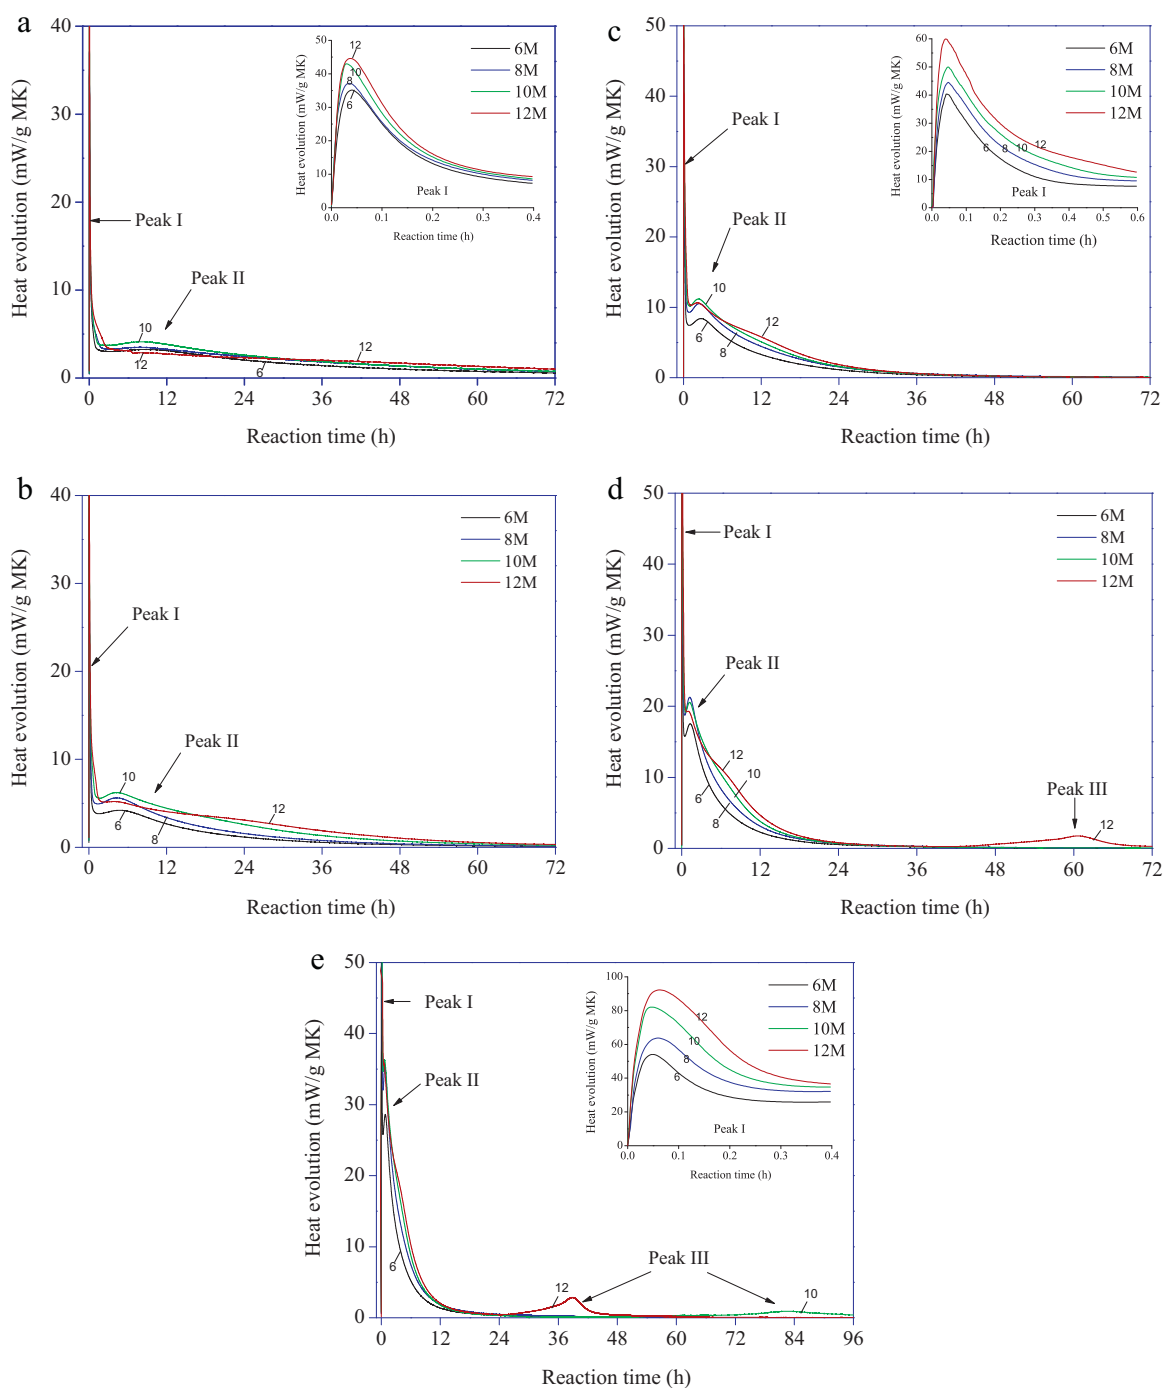 a
40
30
20
10
0
0 12 24 36 48 60 72
Heat evolution (mW/g MK)
Reaction time (h)
Peak I
Peak II
10
12
6
12
6M
8M
10M
12M
50
40
30
20
10
0
0.0 0.1 0.2 0.3 0.4
Heat evolution (mW/g MK)
Reaction time (h)
Peak I
12
10
8
6
c
50
40
30
20
10
0
0 12 24 36 48 60 72
Heat evolution (mW/g MK)
Reaction time (h)
Peak I
Peak II
10
12
6
8
6M
8M
10M
12M
60
50
40
30
20
10
0
0.0 0.1 0.2 0.3 0.4 0.5 0.6
Heat evolution (mW/g MK)
Reaction time (h)
Peak I
6 8 10 12
b
40
30
20
10
0
0 12 24 36 48 60 72
Heat evolution (mW/g MK)
Reaction time (h)
Peak I
Peak II
10
12
6
8
6M
8M
10M
12M
d
50
40
30
20
10
0
0 12 24 36 48 60 72
Heat evolution (mW/g MK)
Reaction time (h)
Peak I
Peak II
Peak III
12
10
6
8
12
6M
8M
10M
12M
e
50
40
30
20
10
0
0 12 24 36 48 60 72 84 96
Heat evolution (mW/g MK)
Reaction time (h)
Peak I
Peak II
Peak III
6
12
10
6M
8M
10M
12M
100
80
60
40
20
0
0.0 0.1 0.2 0.3 0.4
Heat evolution (mW/g MK)
Reaction time (h)
Peak I
12
10
8
6